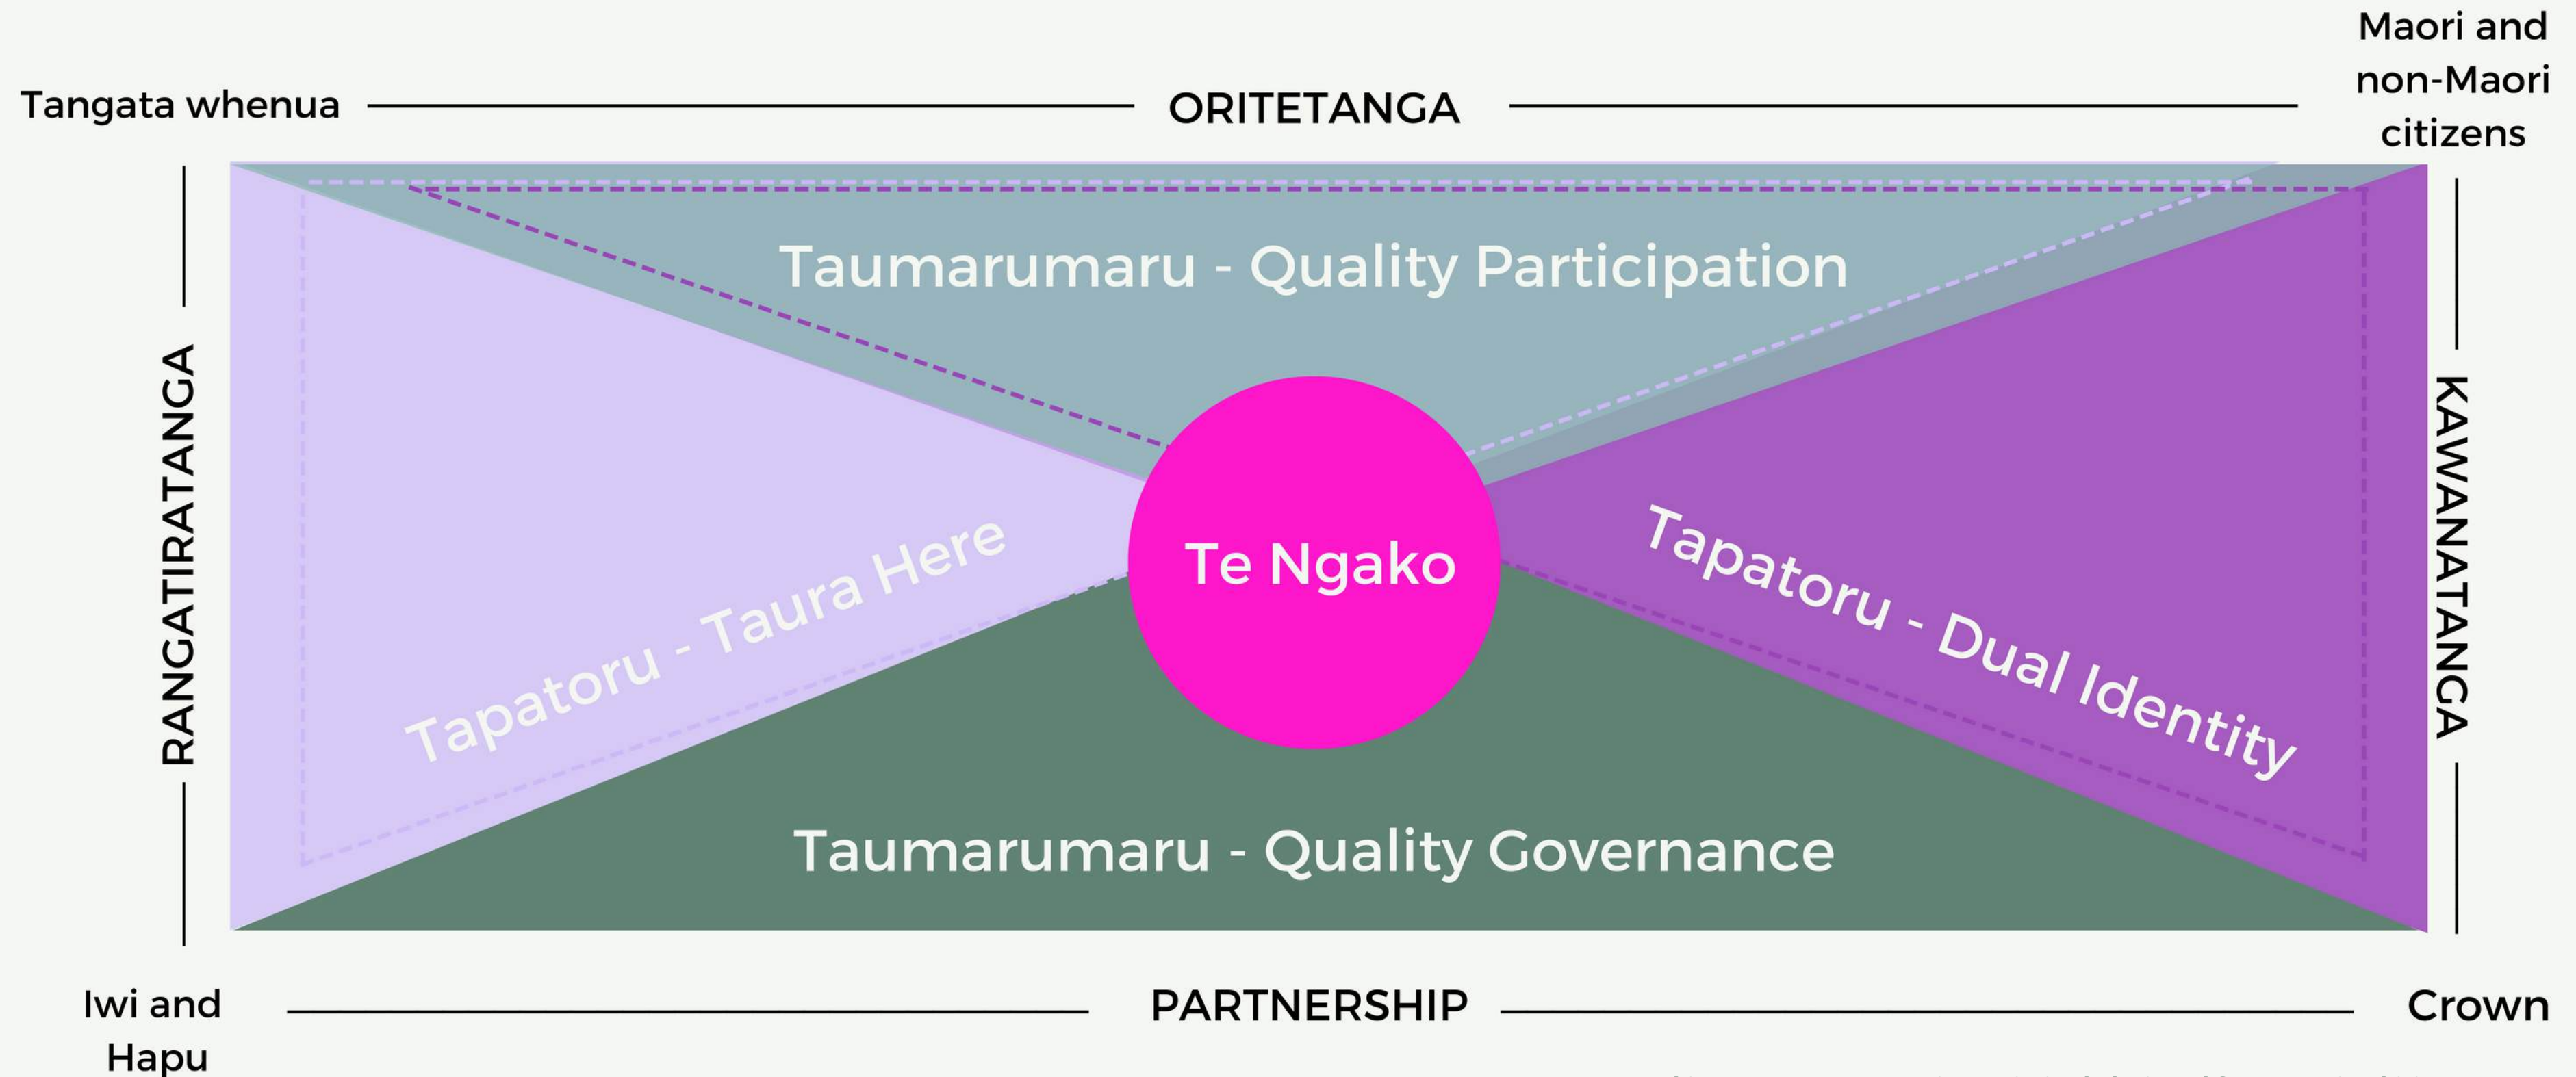 Maori and
non-Maori
citizens
Tangata whenua
ORITETANGA
Taumarumaru - Quality Participation
RANGATIRATANGA
KAWANATANGA
Tapatoru - Taura Here
Te Ngako
Tapatoru - Dual Identity
Taumarumaru - Quality Governance
Iwi and
Hapu
PARTNERSHIP
Crown